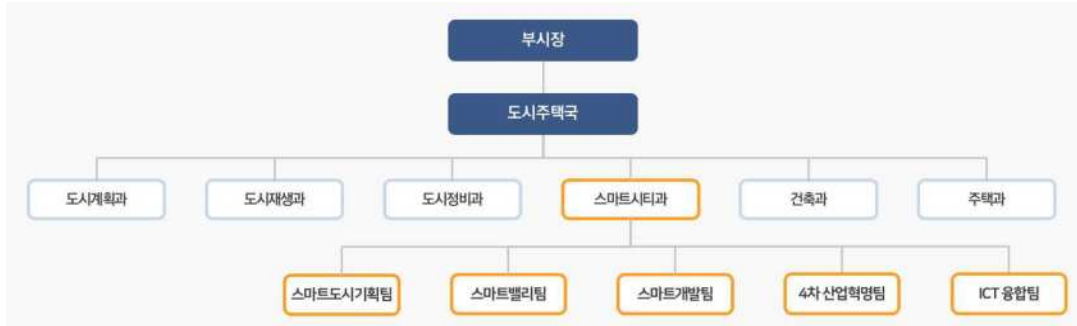 부시장
도시주택국
도시계획과
도시재생과
도시정비과
스마트시티과
건축과
주택과
스마트도시기획팀
스마트밸리팀
스마트개발팀
4차 산업혁명팀
ICT 융합팀